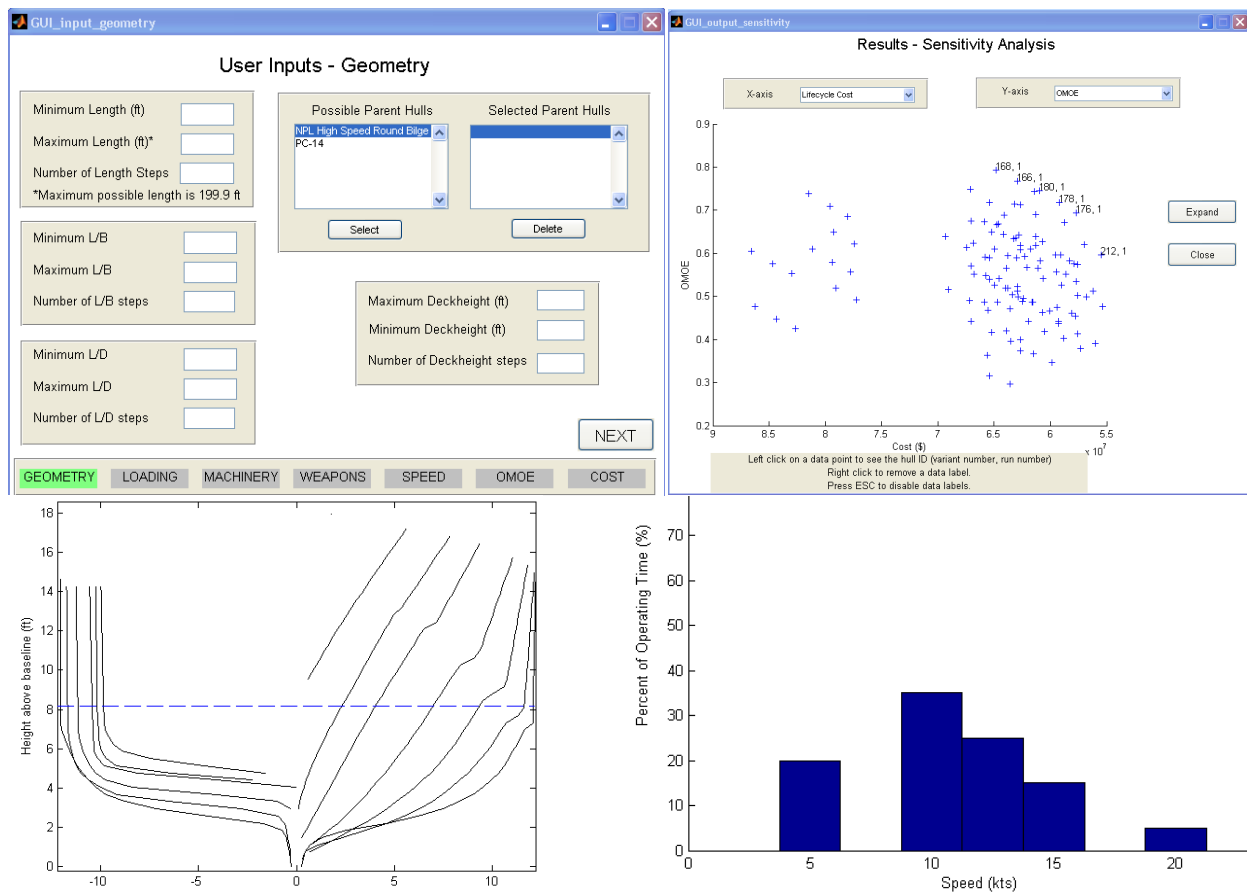 GUI_input_geometry
User Inputs - Geometry
Minimum Length (ft)
Maximum Length (ft)*
Number of Length Steps
*Maximum possible length is 199.9 ft
Possible Parent Hulls
Selected Parent Hulls
NPL High Speed Round Bilge
PC-14
Select
Delete
Minimum L/B
Maximum L/B
Number of L/B steps
Maximum Deckheight (ft)
Minimum Deckheight (ft)
Number of Deckheight steps
Minimum L/D
Maximum L/D
Number of L/D steps
NEXT
GEOMETRY LOADING MACHINERY WEAPONS SPEED OMOE COST
GUI_output_sensitivity
Results - Sensitivity Analysis
X-axis
Lifecycle Cost
Y-axis
OMOE
0.9
0.8
0.7
0.6
0.5
0.4
0.3
0.2
OMOE
168, 1
166, 1
180, 1
178, 1
176, 1
212, 1
9 8.5 8 7.5 7 6.5 6 5.5
Cost ($)
x 10^7
Expand
Close
Left click on a data point to see the hull ID (variant number, run number)
Right click to remove a data label.
Press ESC to disable data labels.
Height above baseline (ft)
18
16
14
12
10
8
6
4
2
0
-10 -5 0 5 10
Percent of Operating Time (%)
70
60
50
40
30
20
10
0
0 5 10 15 20
Speed (kts)